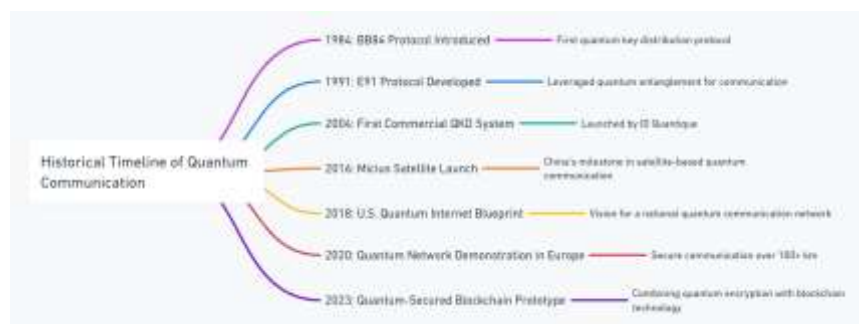 1984: BB84 Protocol Introduced
First quantum key distribution protocol
1991: E91 Protocol Developed
Leveraged quantum entanglement for communication
2004: First Commercial QKD System
Launched by ID Quantique
Historical Timeline of Quantum
Communication
2016: Micius Satellite Launch
China's milestone in satellite-based quantum
communication
2018: U.S. Quantum Internet Blueprint
Vision for a national quantum communication network
2020: Quantum Network Demonstration in Europe
Secure communication over 100+ km
2023: Quantum-Secured Blockchain Prototype
Combining quantum encryption with blockchain
technology